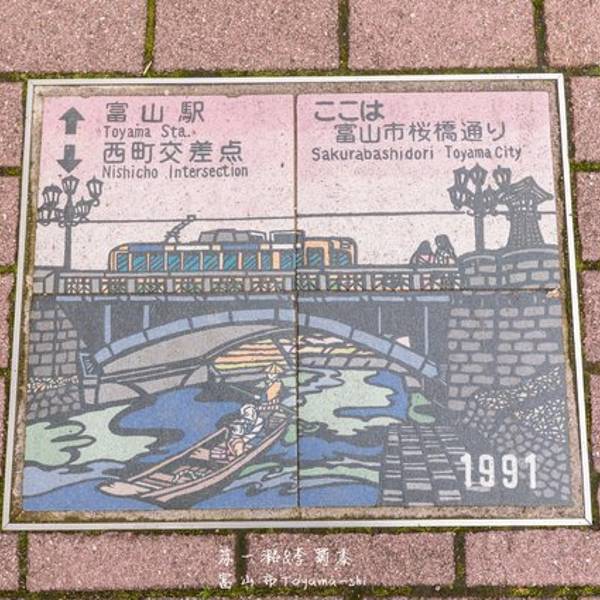 富山駅
Toyama Sta.
西町交差点
Nishicho Intersection
ここは
富山市桜橋通り
Sakurabashidori Toyama City
1991
富山市Toyama-shi